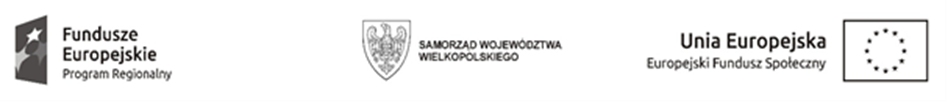 Fundusze
Europejskie
Program Regionalny
SAMORZĄD WOJEWÓDZTWA
WIELKOPOLSKIEGO
Unia Europejska
Europejski Fundusz Społeczny